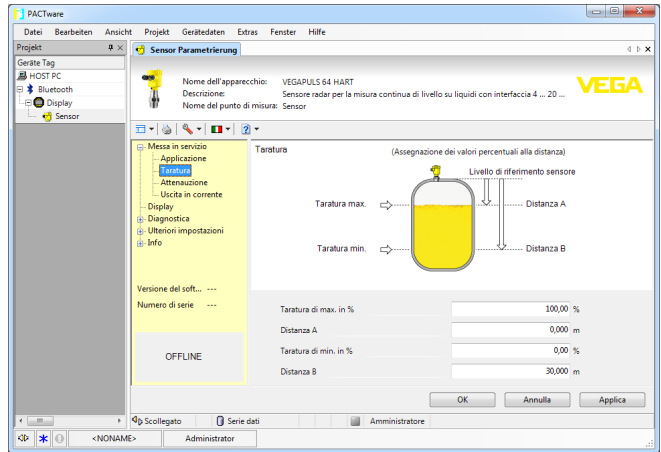 PACTware
Datei Bearbeiten Ansicht Projekt Gerätedaten Extras Fenster Hilfe
Projekt
Sensor Parametrierung
Geräte Tag
HOST PC
Bluetooth
Display
Sensor
Nome dell'apparecchio: VEGAPULS 64 HART
Descrizione: Sensore radar per la misura continua di livello su liquidi con interfaccia 4 ... 20 ...
Nome del punto di misura: Sensor
VEGA
Messa in servizio
Applicazione
Taratura
Attenuazione
Uscita in corrente
Display
Diagnostica
Ulteriori impostazioni
Info
Versione del soft... ---
Numero di serie ---
OFFLINE
Taratura
(Assegnazione dei valori percentuali alla distanza)
Livello di riferimento sensore
Taratura max.
Distanza A
Taratura min.
Distanza B
Taratura di max. in % 100,00 %
Distanza A 0,000 m
Taratura di min. in % 0,00 %
Distanza B 30,000 m
OK Annulla Applica
Scollegato Serie dati Amministratore
<NONAME> Administrator